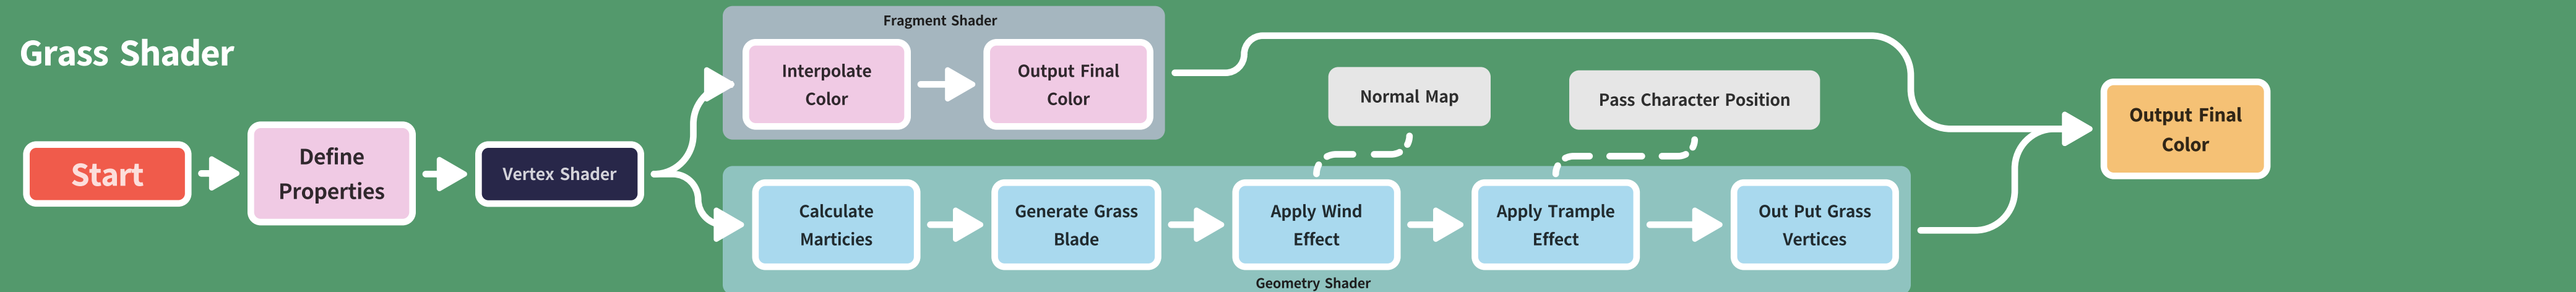 Grass Shader
Start
Define
Properties
Vertex Shader
Fragment Shader
Interpolate
Color
Output Final
Color
Normal Map
Pass Character Position
Calculate
Marticies
Generate Grass
Blade
Apply Wind
Effect
Apply Trample
Effect
Out Put Grass
Vertices
Geometry Shader
Output Final
Color